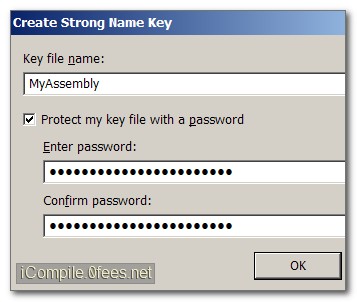 Create Strong Name Key
Key file name:
MyAssembly
Protect my key file with a password
Enter password:
●●●●●●●●●●●●●●●●●●●●●●●
Confirm password:
●●●●●●●●●●●●●●●●●●●●●●●
OK
iCompile.0fees.net